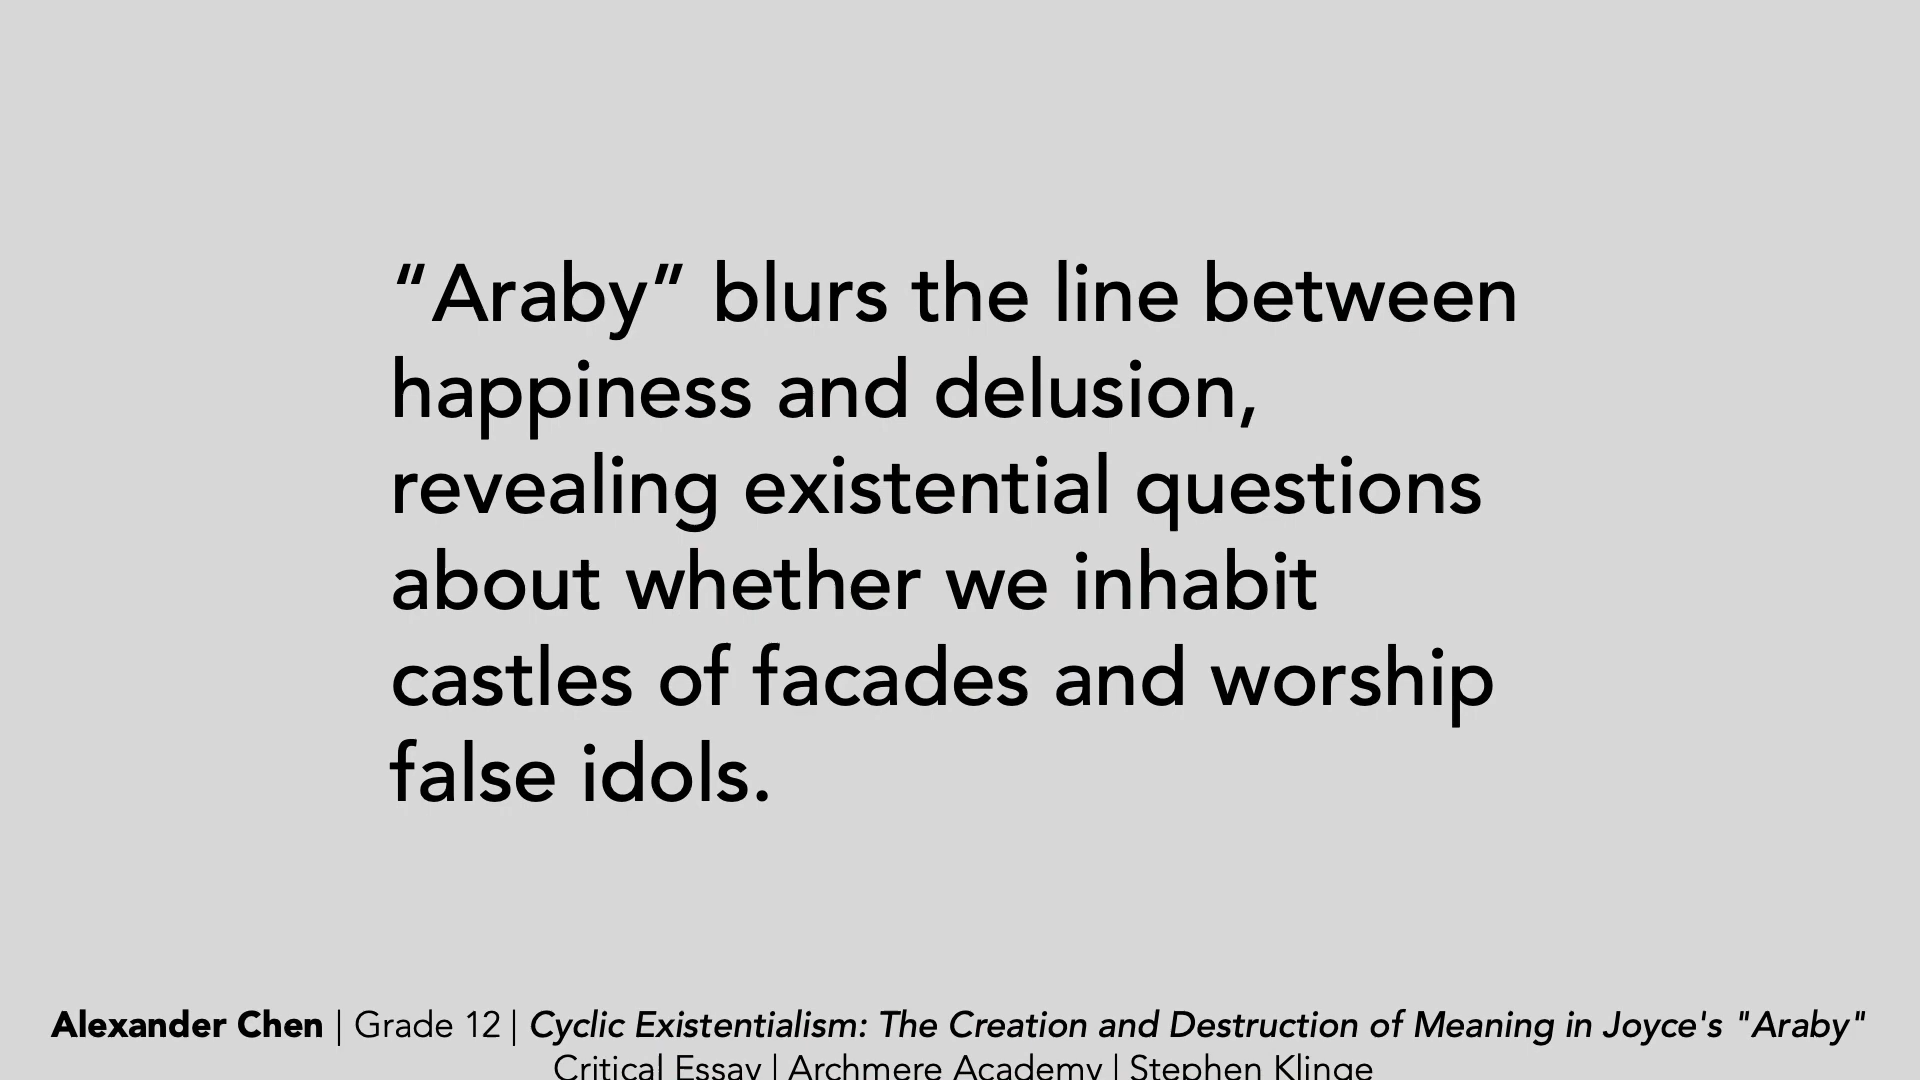 “Araby” blurs the line between
happiness and delusion,
revealing existential questions
about whether we inhabit
castles of facades and worship
false idols.
Alexander Chen | Grade 12 | Cyclic Existentialism: The Creation and Destruction of Meaning in Joyce's "Araby"
Critical Essay | Archmere Academy | Stephen Klinge